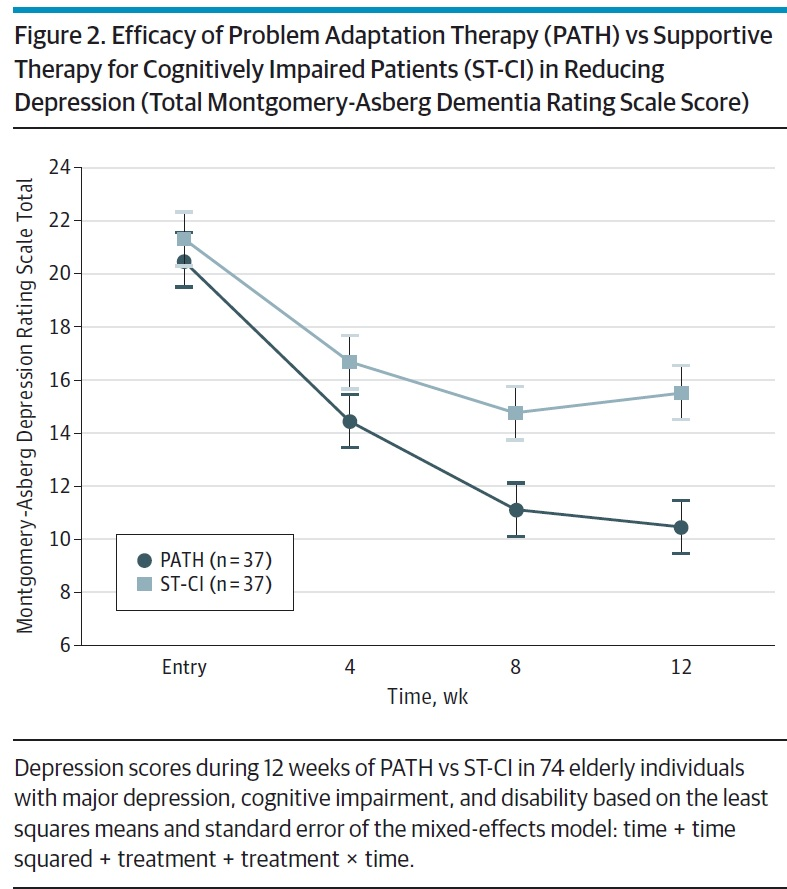 Figure 2. Efficacy of Problem Adaptation Therapy (PATH) vs Supportive
Therapy for Cognitively Impaired Patients (ST-CI) in Reducing
Depression (Total Montgomery-Asberg Dementia Rating Scale Score)
Montgomery-Asberg Depression Rating Scale Total
24
22
20
18
16
14
12
10
8
6
PATH (n=37)
ST-CI (n=37)
Entry 4 8 12
Time, wk
Depression scores during 12 weeks of PATH vs ST-CI in 74 elderly individuals
with major depression, cognitive impairment, and disability based on the least
squares means and standard error of the mixed-effects model: time + time
squared + treatment + treatment × time.